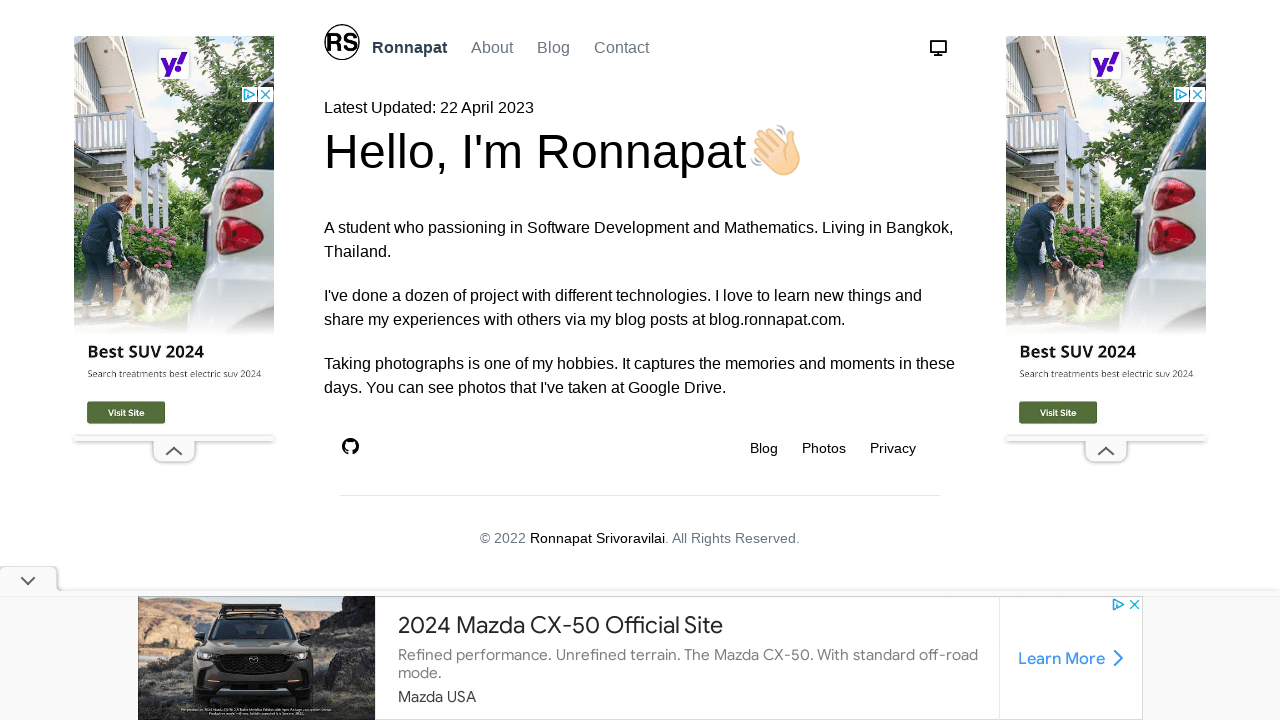 RS
Ronnapat
About
Blog
Contact
Latest Updated: 22 April 2023
Hello, I'm Ronnapat👋🏻
A student who passioning in Software Development and Mathematics. Living in Bangkok,
Thailand.
I've done a dozen of project with different technologies. I love to learn new things and
share my experiences with others via my blog posts at blog.ronnapat.com.
Taking photographs is one of my hobbies. It captures the memories and moments in these
days. You can see photos that I've taken at Google Drive.
Blog
Photos
Privacy
© 2022 Ronnapat Srivoravilai. All Rights Reserved.
y!
Best SUV 2024
Search treatments best electric suv 2024
Visit Site
y!
Best SUV 2024
Search treatments best electric suv 2024
Visit Site
2024 Mazda CX-50 Official Site
Refined performance. Unrefined terrain. The Mazda CX-50. With standard off-road
mode.
Mazda USA
Learn More